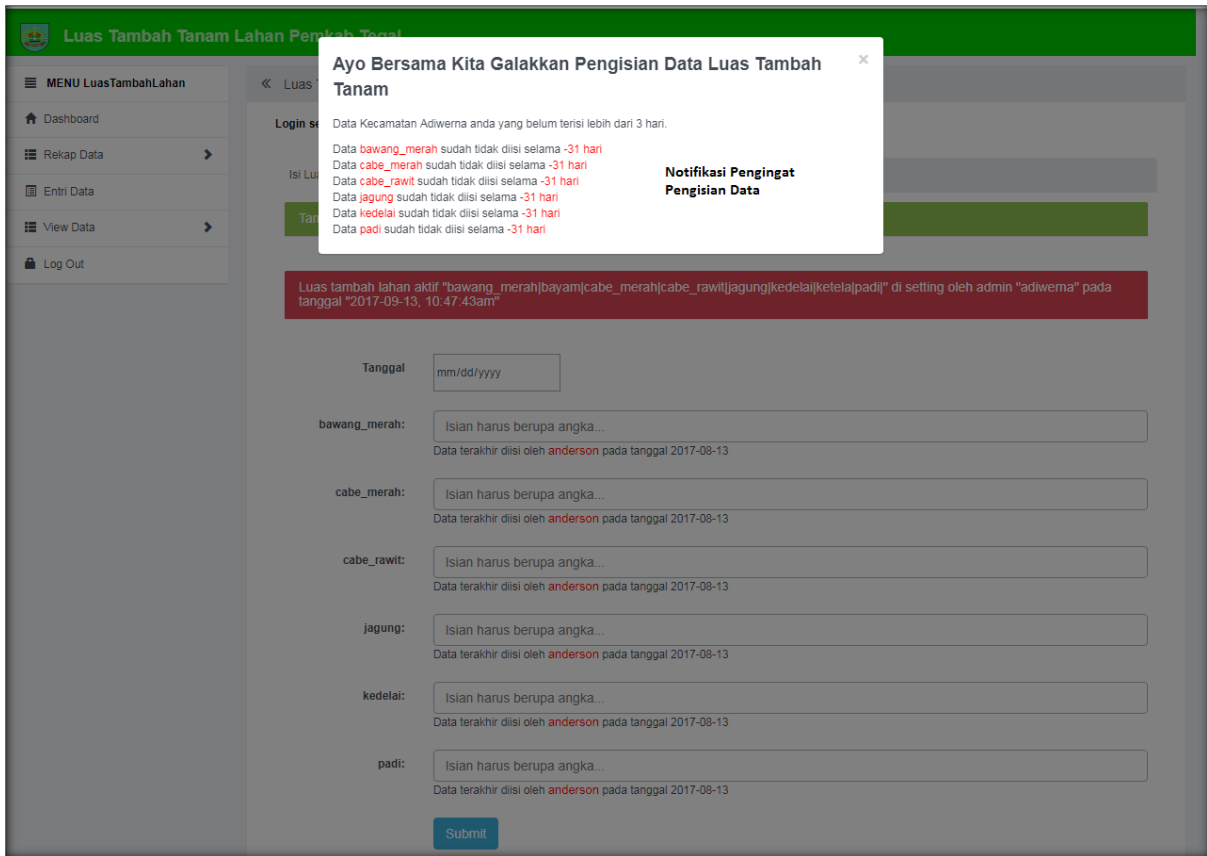 Luas Tambah Tanam Lahan Pemkab Tegal
MENU LuasTambahLahan
Dashboard
Rekap Data
Entri Data
View Data
Log Out
Luas
Login se
Isi Lua
Tan
Ayo Bersama Kita Galakkan Pengisian Data Luas Tambah
Tanam
×
Data Kecamatan Adiwerna anda yang belum terisi lebih dari 3 hari.
Data bawang_merah sudah tidak diisi selama -31 hari
Data cabe_merah sudah tidak diisi selama -31 hari
Data cabe_rawit sudah tidak diisi selama -31 hari
Data jagung sudah tidak diisi selama -31 hari
Data kedelai sudah tidak diisi selama -31 hari
Data padi sudah tidak diisi selama -31 hari
Notifikasi Pengingat
Pengisian Data
Luas tambah lahan aktif "bawang_merah|bayam|cabe_merah|cabe_rawit|jagung|kedelai|ketela|padi|" di setting oleh admin "adiwerna" pada
tanggal "2017-09-13, 10:47:43am"
Tanggal
mm/dd/yyyy
bawang_merah:
Isian harus berupa angka...
Data terakhir diisi oleh anderson pada tanggal 2017-08-13
cabe_merah:
Isian harus berupa angka...
Data terakhir diisi oleh anderson pada tanggal 2017-08-13
cabe_rawit:
Isian harus berupa angka...
Data terakhir diisi oleh anderson pada tanggal 2017-08-13
jagung:
Isian harus berupa angka...
Data terakhir diisi oleh anderson pada tanggal 2017-08-13
kedelai:
Isian harus berupa angka...
Data terakhir diisi oleh anderson pada tanggal 2017-08-13
padi:
Isian harus berupa angka...
Data terakhir diisi oleh anderson pada tanggal 2017-08-13
Submit